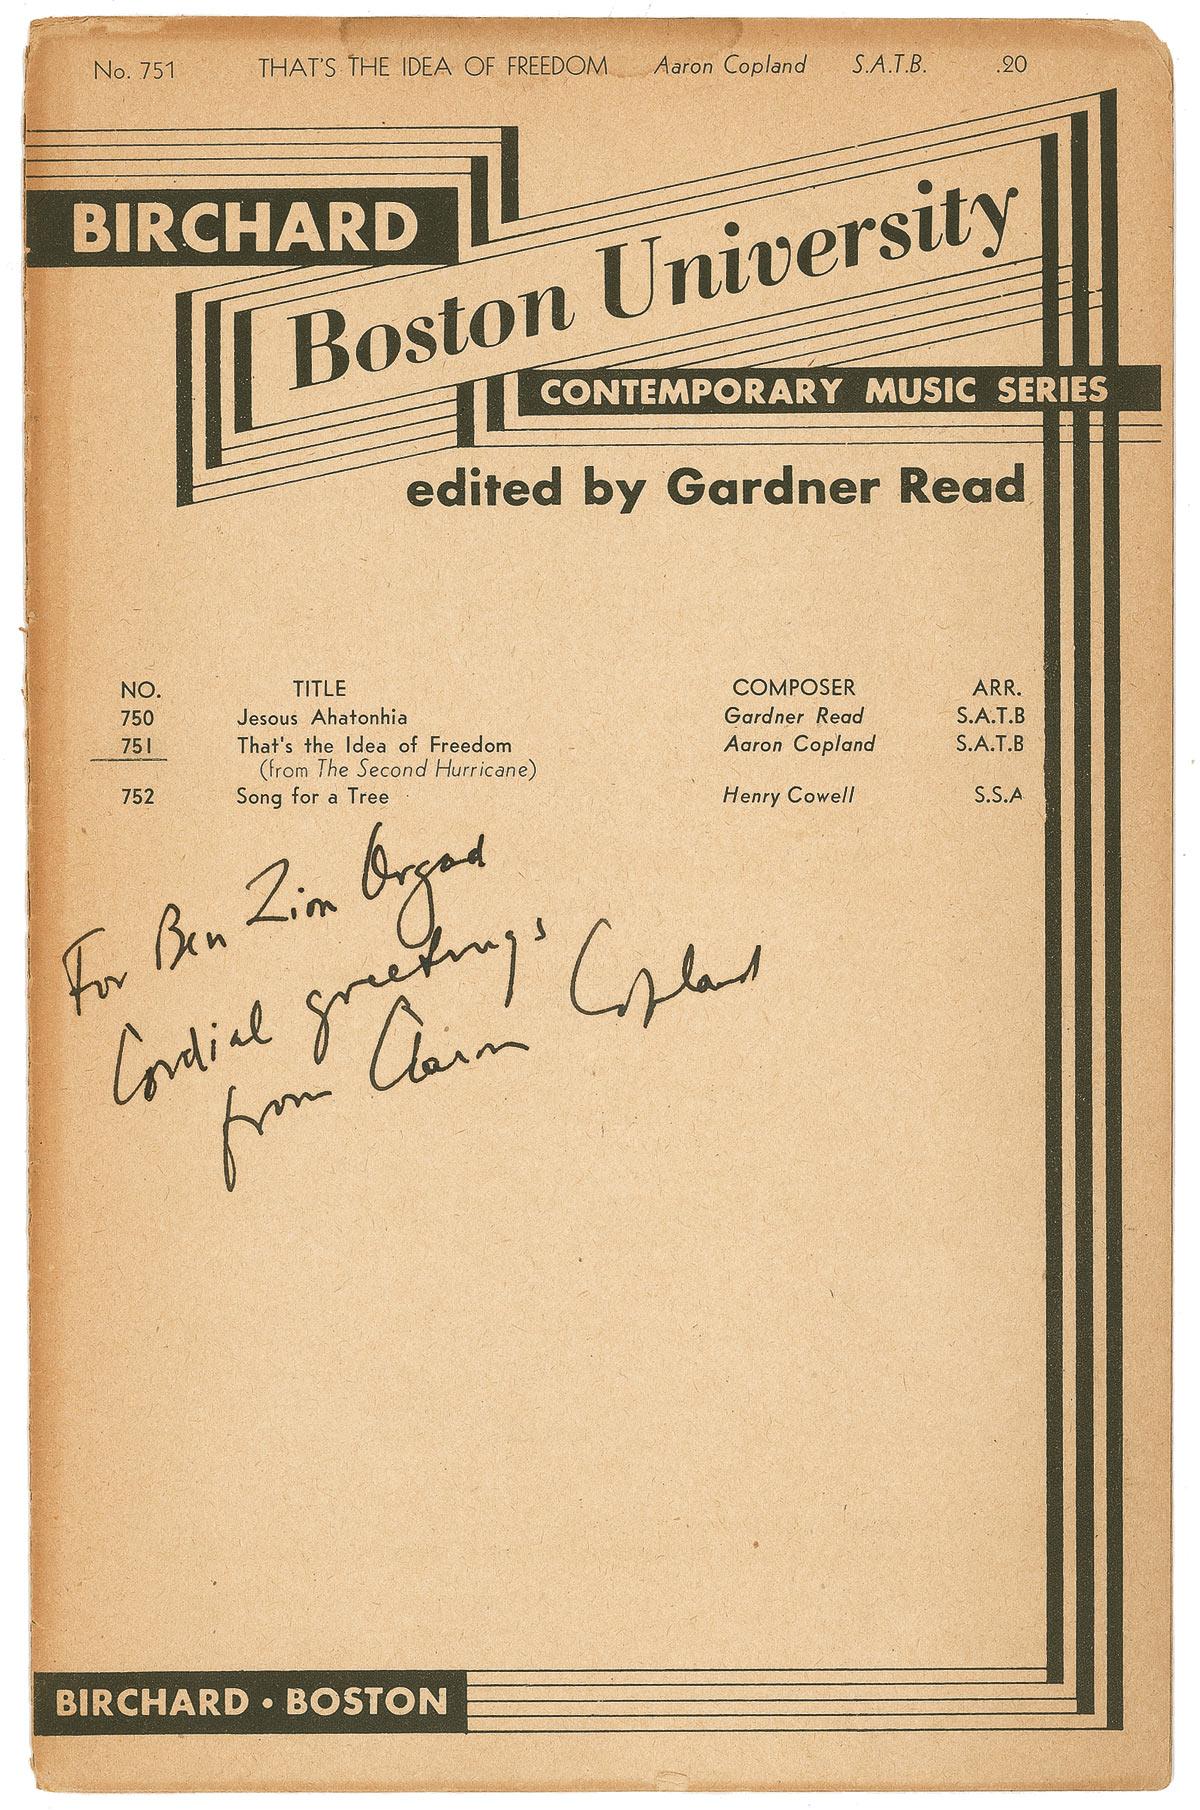 No. 751 THAT'S THE IDEA OF FREEDOM Aaron Copland S.A.T.B. .20
BIRCHARD
Boston University
CONTEMPORARY MUSIC SERIES
edited by Gardner Read
NO. TITLE COMPOSER ARR.
750 Jesous Ahatonhia Gardner Read S.A.T.B
751 That's the Idea of Freedom Aaron Copland S.A.T.B
(from The Second Hurricane)
752 Song for a Tree Henry Cowell S.S.A
For Ben Zion Orgad
Cordial greetings
from Aaron Copland
BIRCHARD • BOSTON